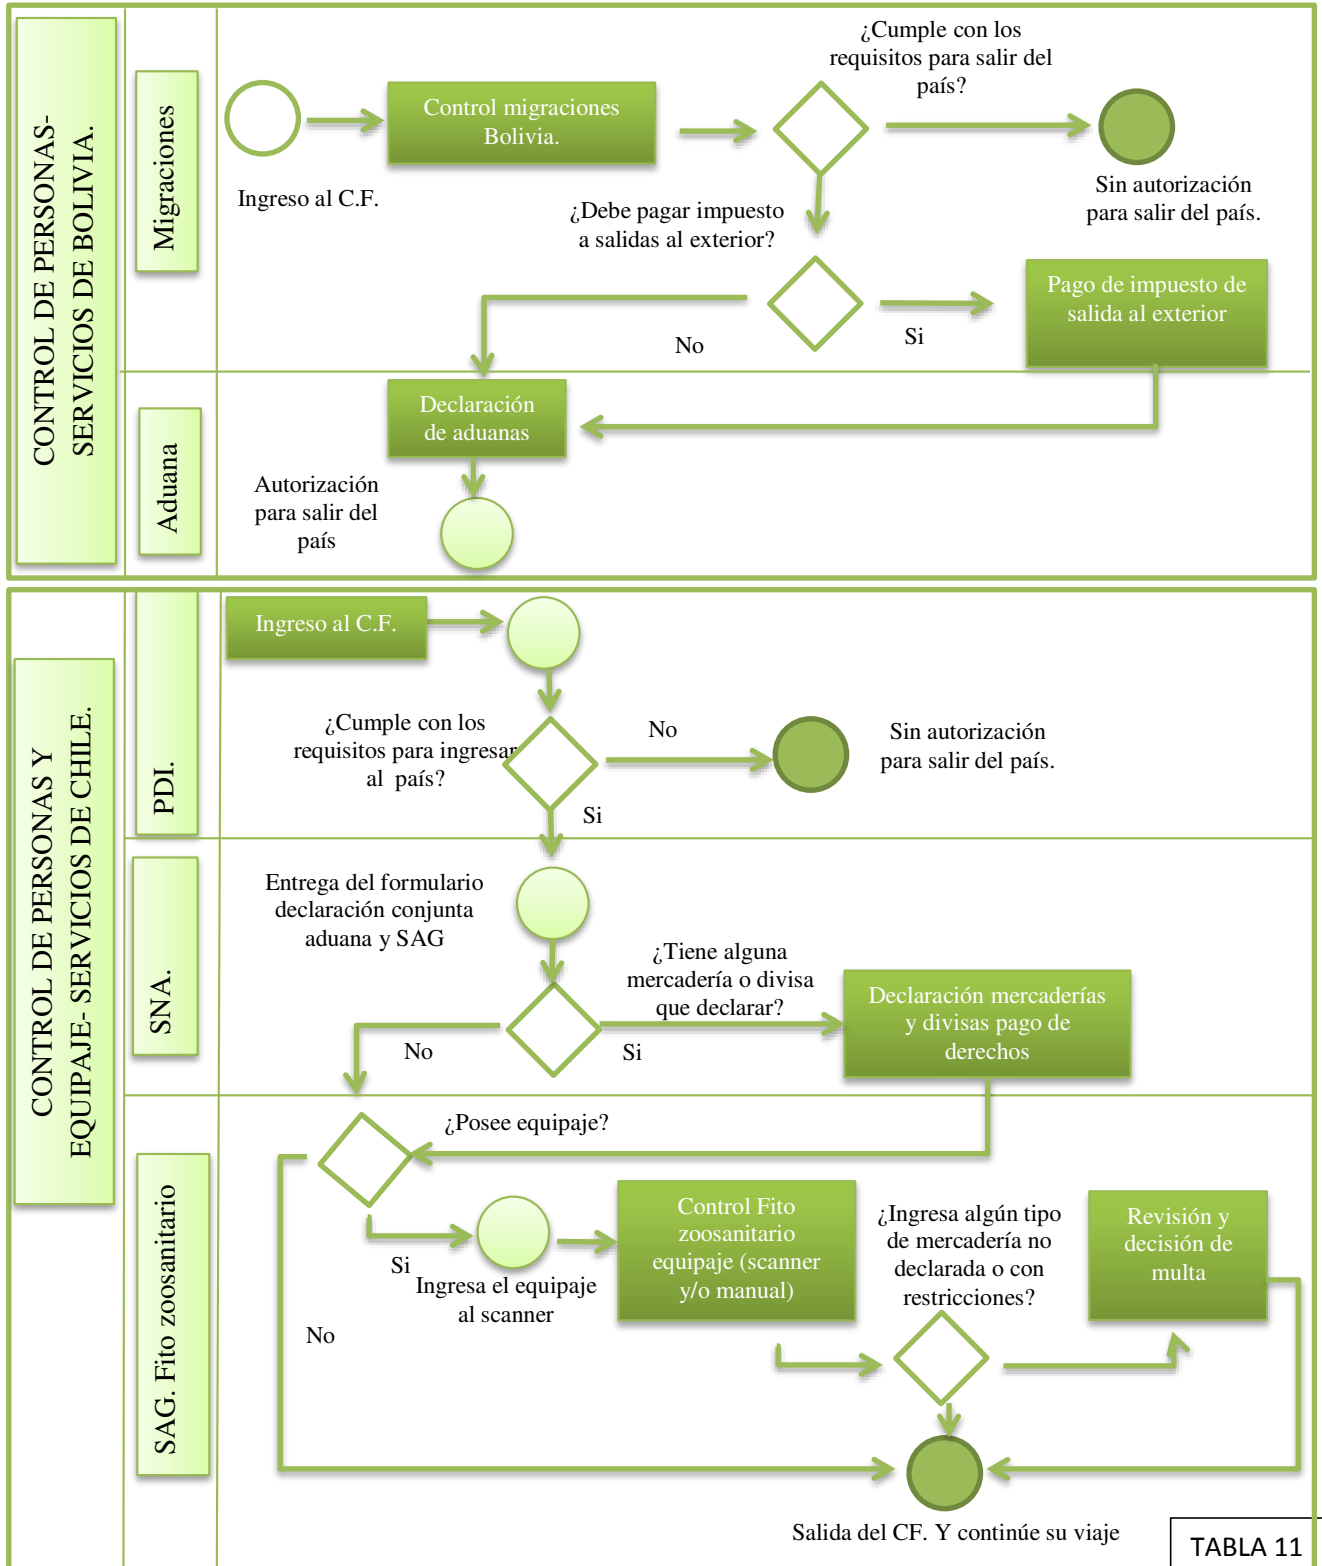 CONTROL DE PERSONAS-
SERVICIOS DE BOLIVIA.
Migraciones
Ingreso al C.F.
Control migraciones
Bolivia.
¿Cumple con los
requisitos para salir del
país?
Sin autorización
para salir del país.
¿Debe pagar impuesto
a salidas al exterior?
No
Si
Pago de impuesto de
salida al exterior
Aduana
Declaración
de aduanas
Autorización
para salir del
país
CONTROL DE PERSONAS Y
EQUIPAJE- SERVICIOS DE CHILE.
PDI.
Ingreso al C.F.
¿Cumple con los
requisitos para ingresar
al país?
No
Sin autorización
para salir del país.
Si
SNA.
Entrega del formulario
declaración conjunta
aduana y SAG
¿Tiene alguna
mercadería o divisa
que declarar?
No
Si
Declaración mercaderías
y divisas pago de
derechos
SAG. Fito zoosanitario
¿Posee equipaje?
Si
Ingresa el equipaje
al scanner
Control Fito
zoosanitario
equipaje (scanner
y/o manual)
¿Ingresa algún tipo
de mercadería no
declarada o con
restricciones?
Revisión y
decisión de
multa
No
Salida del CF. Y continúe su viaje
TABLA 11